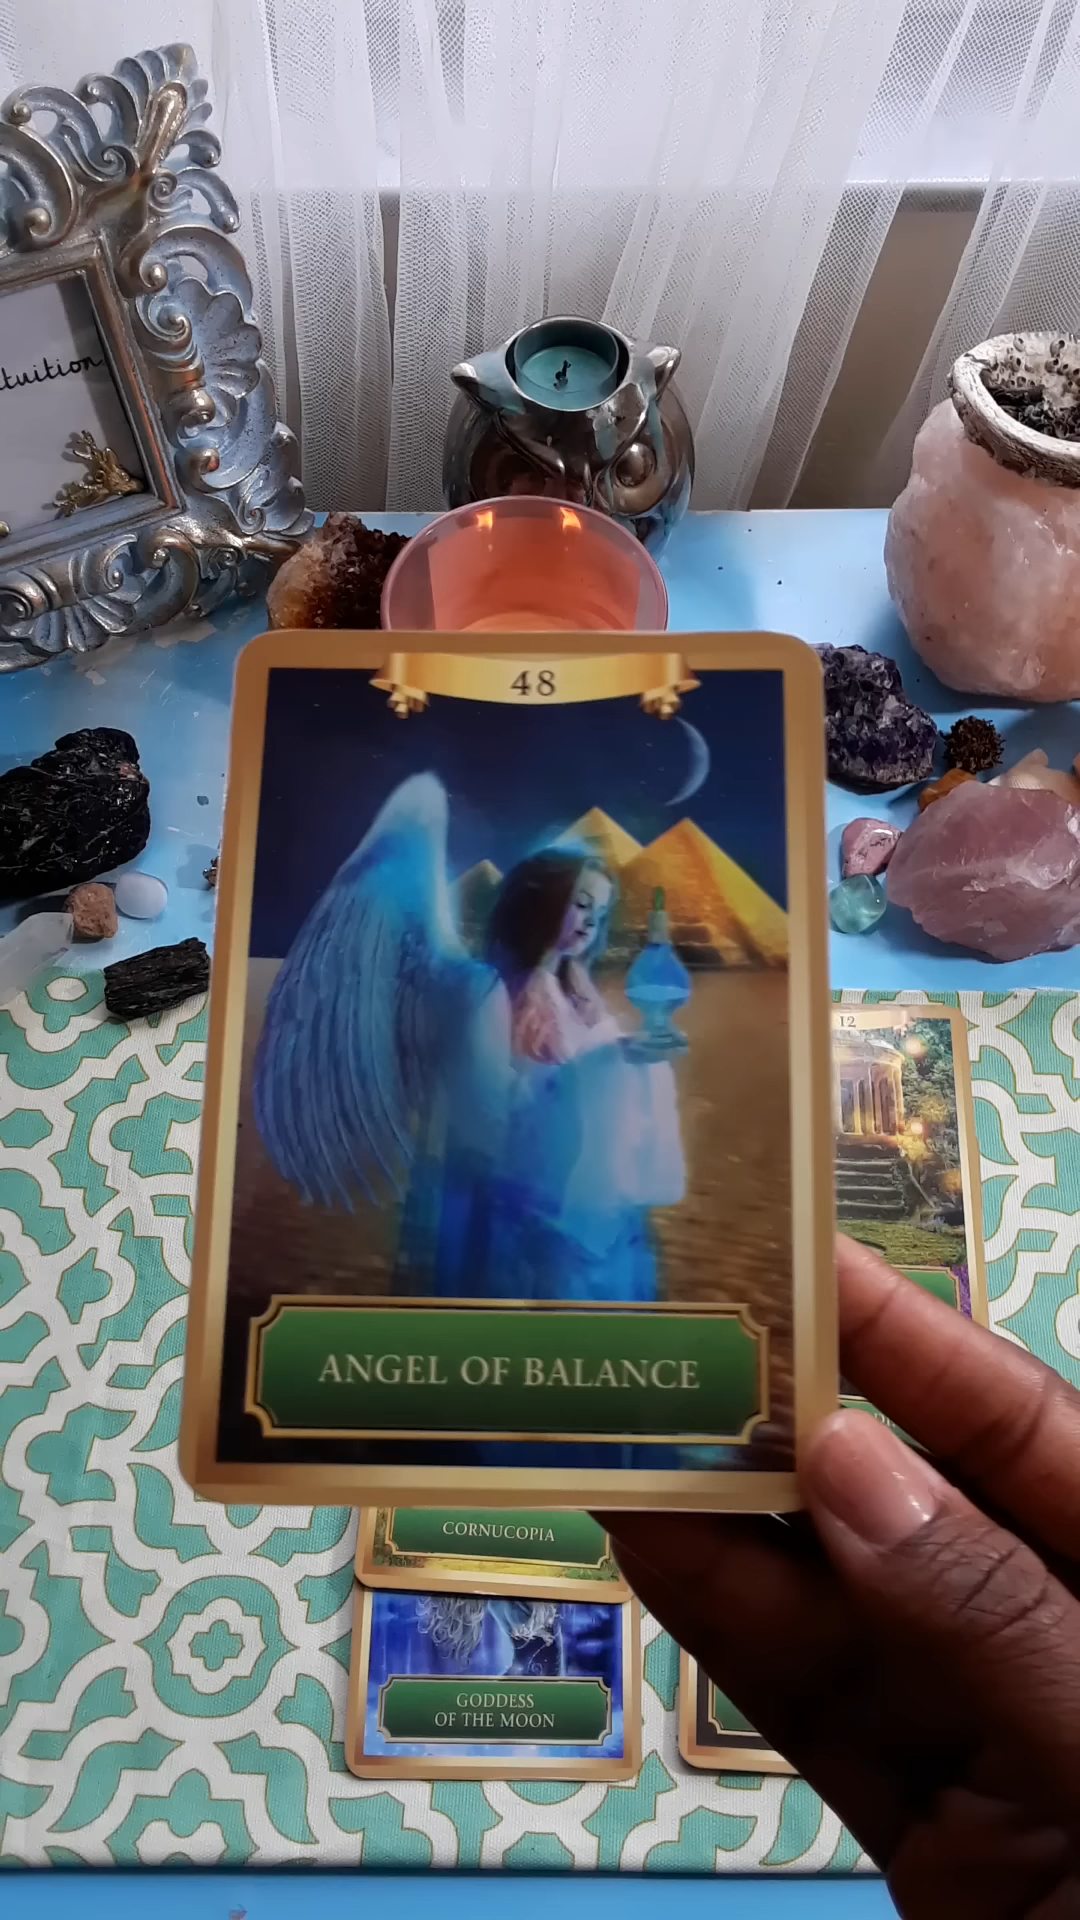 tuition
48
12
ANGEL OF BALANCE
CORNUCOPIA
GODDESS
OF THE MOON